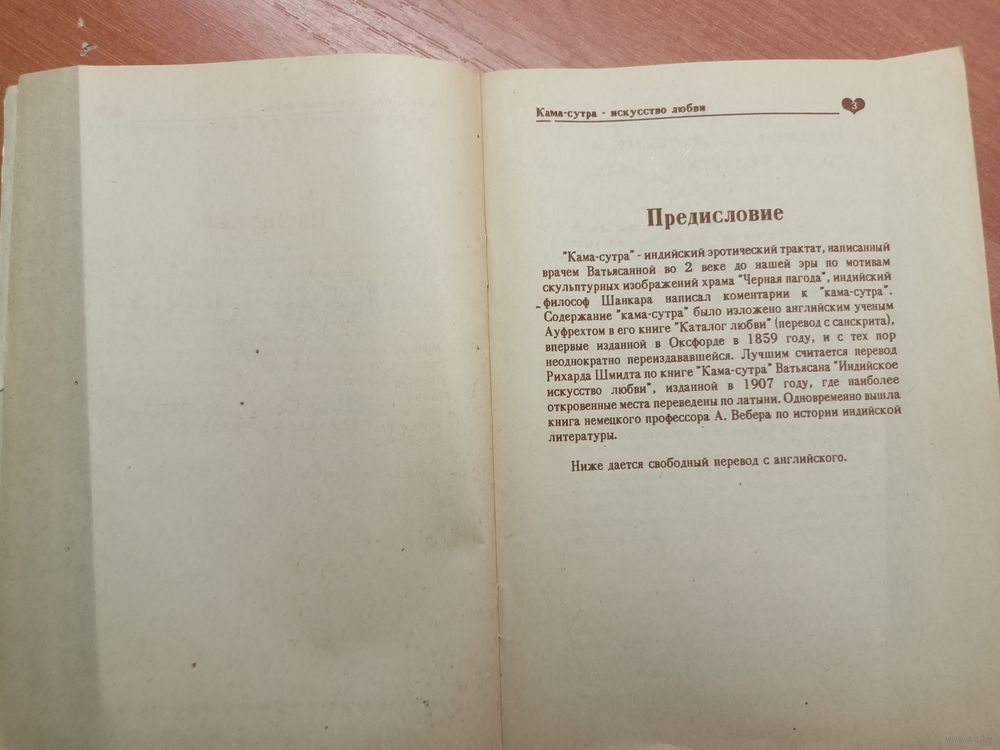 Кама-сутра - искусство любви
3
Предисловие
"Кама-сутра" - индийский эротический трактат, написанный
врачем Ватьясанной во 2 веке до нашей эры по мотивам
скульптурных изображений храма "Черная пагода", индийский
философ Шанкара написал коментарии к "кама-сутра".
Содержание "кама-сутра" было изложено английским ученым
Ауфрехтом в его книге "Каталог любви" (перевод с санскрита),
впервые изданной в Оксфорде в 1859 году, и с тех пор
неоднократно переиздававшейся. Лучшим считается перевод
Рихарда Шмидта по книге "Кама-сутра" Ватьясана "Индийское
искусство любви", изданной в 1907 году, где наиболее
откровенные места переведены по латыни. Одновременно вышла
книга немецкого профессора А. Вебера по истории индийской
литературы.
Ниже дается свободный перевод с английского.